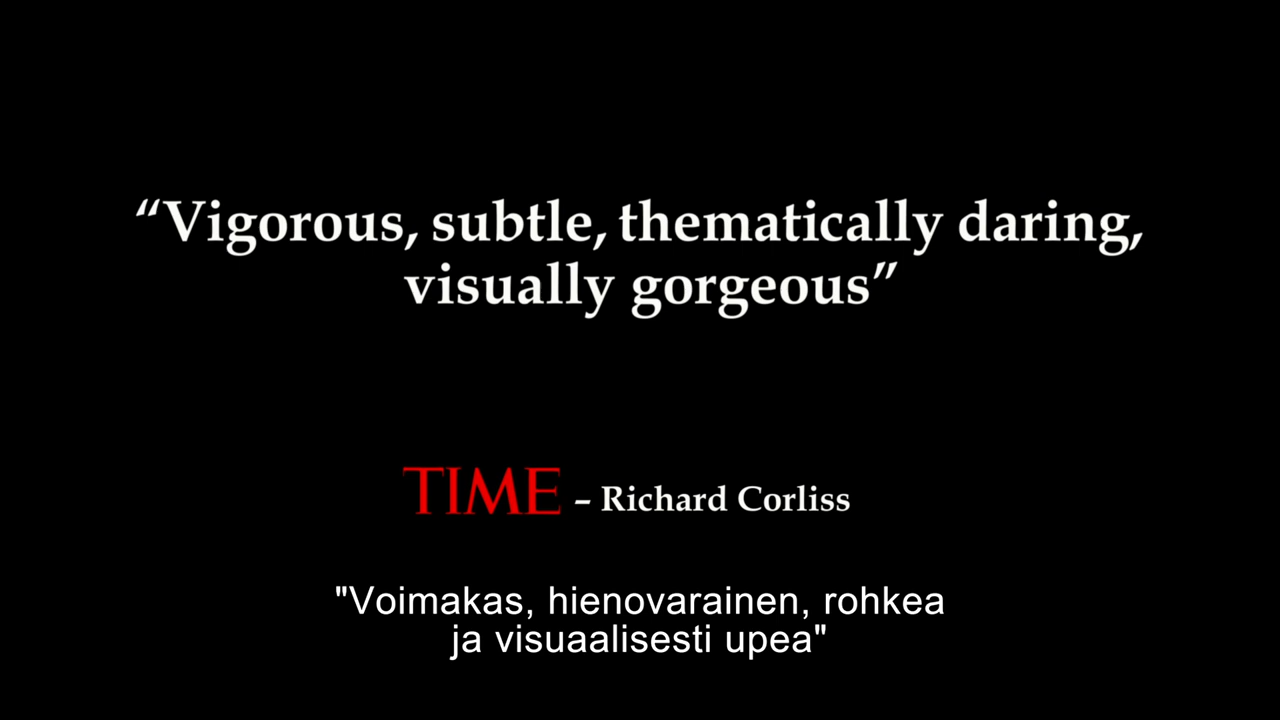 “Vigorous, subtle, thematically daring,
visually gorgeous”
TIME – Richard Corliss
"Voimakas, hienovarainen, rohkea
ja visuaalisesti upea"